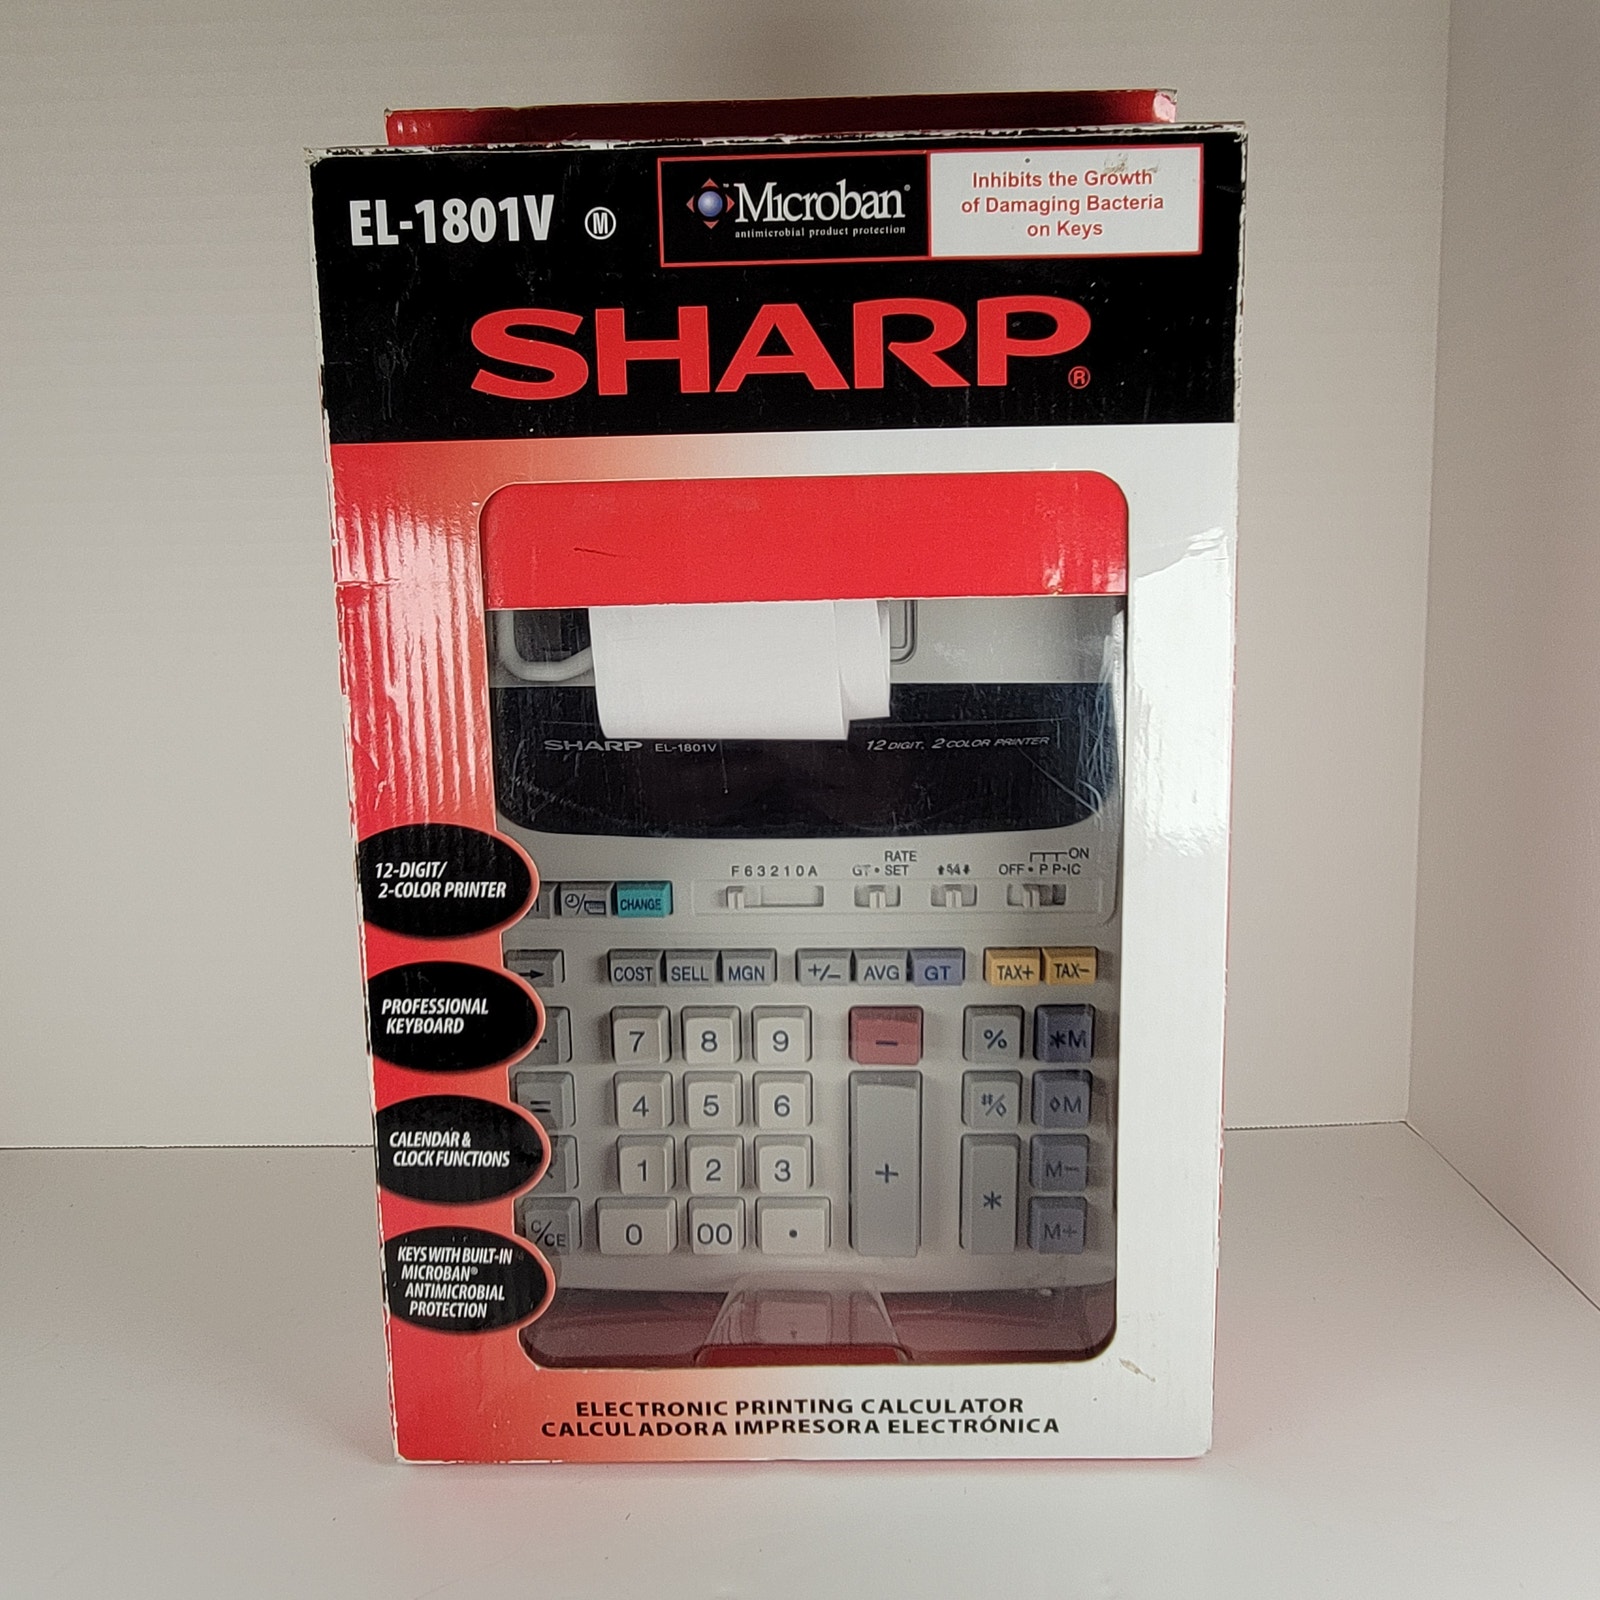 EL-1801V Ⓜ
Microban®
antimicrobial product protection
Inhibits the Growth
of Damaging Bacteria
on Keys
SHARP®
SHARP EL-1801V
12 DIGIT, 2 COLOR PRINTER
12-DIGIT/
2-COLOR PRINTER
PROFESSIONAL
KEYBOARD
CALENDAR &
CLOCK FUNCTIONS
KEYS WITH BUILT-IN
MICROBAN®
ANTIMICROBIAL
PROTECTION
F 6 3 2 1 0 A
RATE
GT • SET
5/4
ON
OFF • P P•IC
CHANGE
→ COST SELL MGN +/− AVG GT TAX+ TAX−
7 8 9 − % *M
= 4 5 6 #/◊ ◊M
1 2 3 + * M−
C/CE 0 00 • M+
ELECTRONIC PRINTING CALCULATOR
CALCULADORA IMPRESORA ELECTRÓNICA